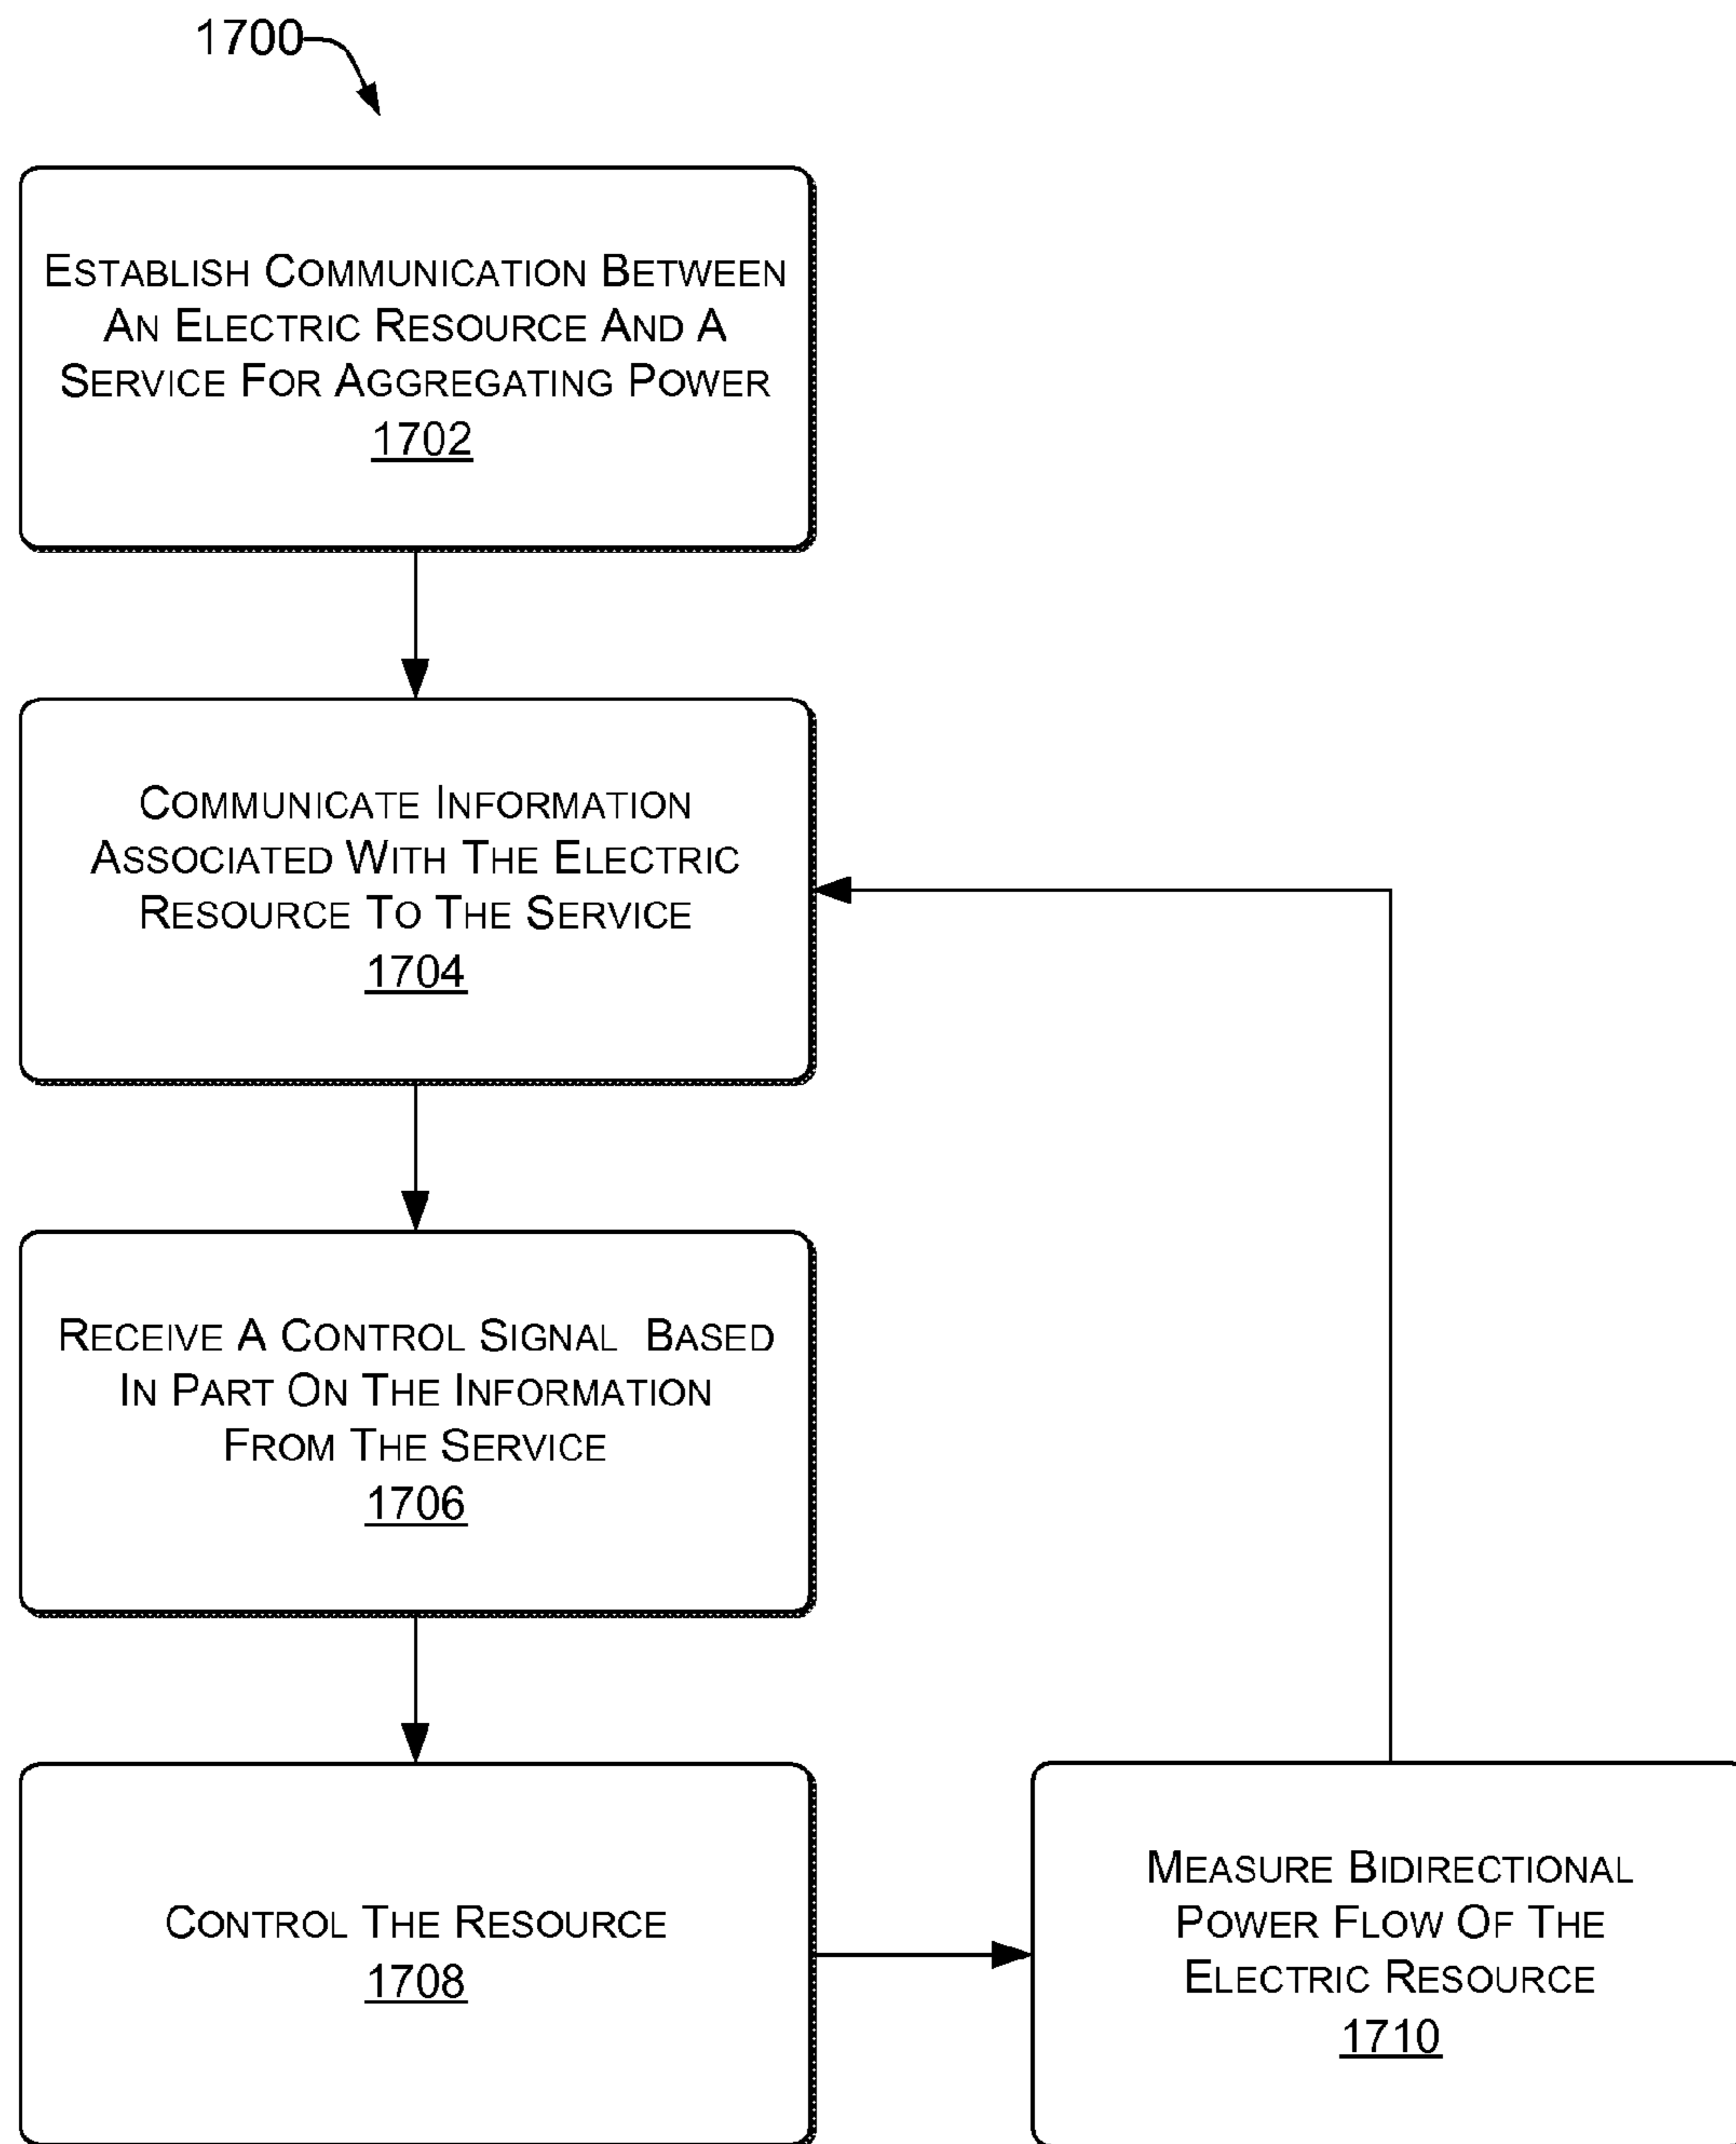 1700
ESTABLISH COMMUNICATION BETWEEN
AN ELECTRIC RESOURCE AND A
SERVICE FOR AGGREGATING POWER
1702
COMMUNICATE INFORMATION
ASSOCIATED WITH THE ELECTRIC
RESOURCE TO THE SERVICE
1704
RECEIVE A CONTROL SIGNAL BASED
IN PART ON THE INFORMATION
FROM THE SERVICE
1706
CONTROL THE RESOURCE
1708
MEASURE BIDIRECTIONAL
POWER FLOW OF THE
ELECTRIC RESOURCE
1710